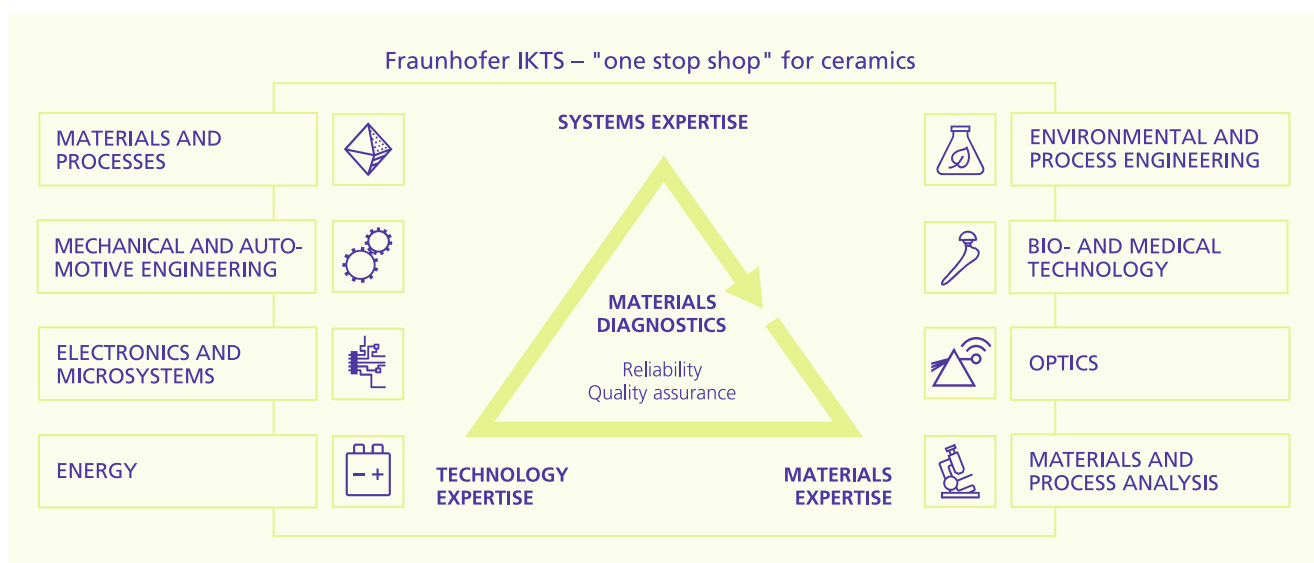 Fraunhofer IKTS – "one stop shop" for ceramics
MATERIALS AND
PROCESSES
MECHANICAL AND AUTO-
MOTIVE ENGINEERING
ELECTRONICS AND
MICROSYSTEMS
ENERGY
– +
SYSTEMS EXPERTISE
MATERIALS
DIAGNOSTICS
Reliability
Quality assurance
TECHNOLOGY
EXPERTISE
MATERIALS
EXPERTISE
ENVIRONMENTAL AND
PROCESS ENGINEERING
BIO- AND MEDICAL
TECHNOLOGY
OPTICS
MATERIALS AND
PROCESS ANALYSIS